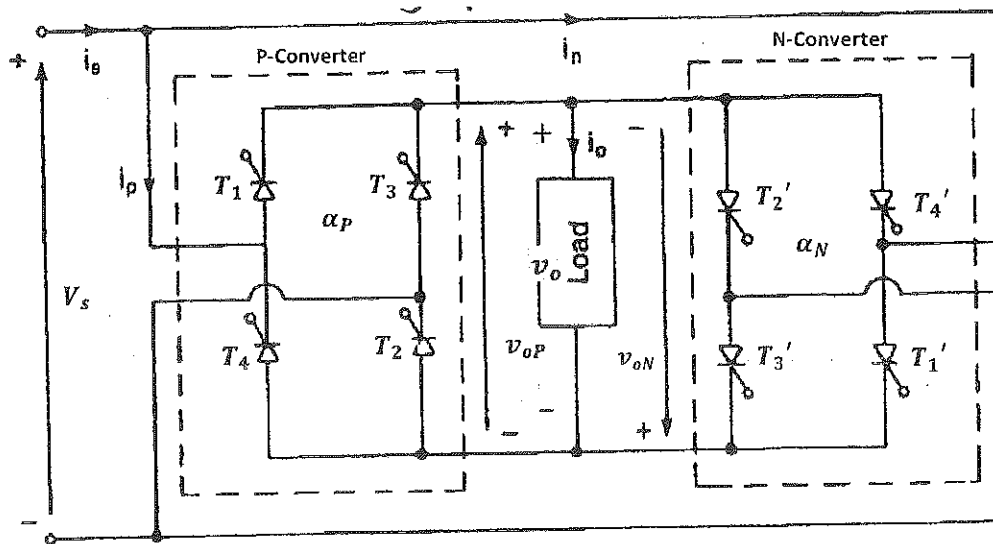 +
i_s
i_n
P-Converter
N-Converter
i_p
T_1
T_3
α_P
+ +
i_o
-
T_2'
T_4'
α_N
V_s
v_o
Load
T_4
T_2
v_oP
v_oN
T_3'
T_1'
-
-
+
-